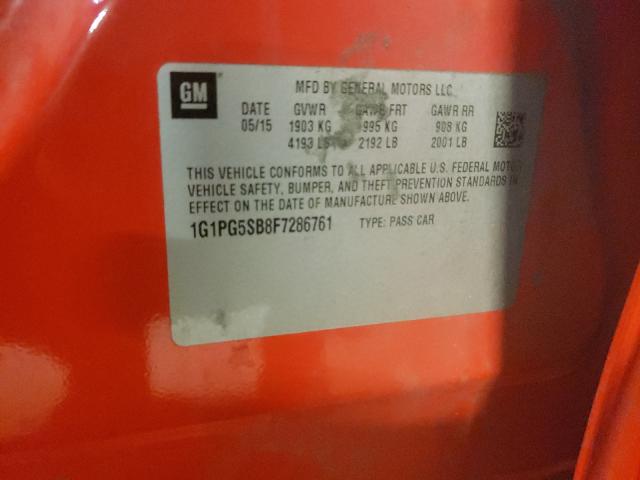 GM
MFD BY GENERAL MOTORS LLC
DATE GVWR GAWR FRT GAWR RR
05/15 1903 KG 995 KG 908 KG
4193 LB 2192 LB 2001 LB
THIS VEHICLE CONFORMS TO ALL APPLICABLE U.S. FEDERAL MOTOR
VEHICLE SAFETY, BUMPER, AND THEFT PREVENTION STANDARDS IN
EFFECT ON THE DATE OF MANUFACTURE SHOWN ABOVE.
1G1PG5SB8F7286761 TYPE: PASS CAR